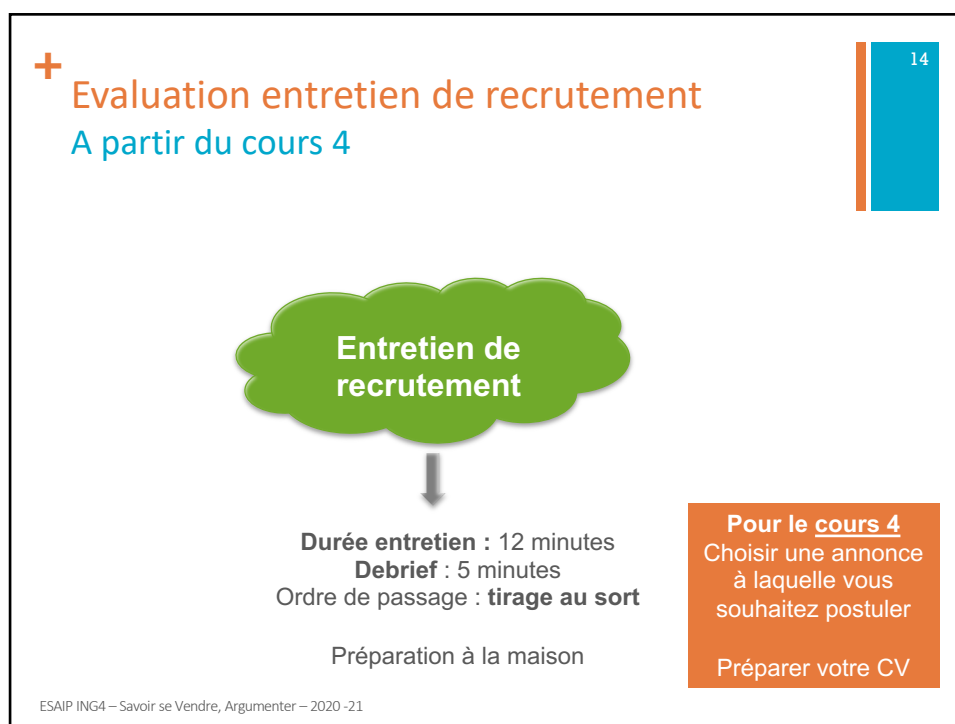 +
14
Evaluation entretien de recrutement
A partir du cours 4
Entretien de
recrutement
Durée entretien : 12 minutes
Debrief : 5 minutes
Ordre de passage : tirage au sort
Préparation à la maison
Pour le cours 4
Choisir une annonce
à laquelle vous
souhaitez postuler
Préparer votre CV
ESAIP ING4 – Savoir se Vendre, Argumenter – 2020 -21